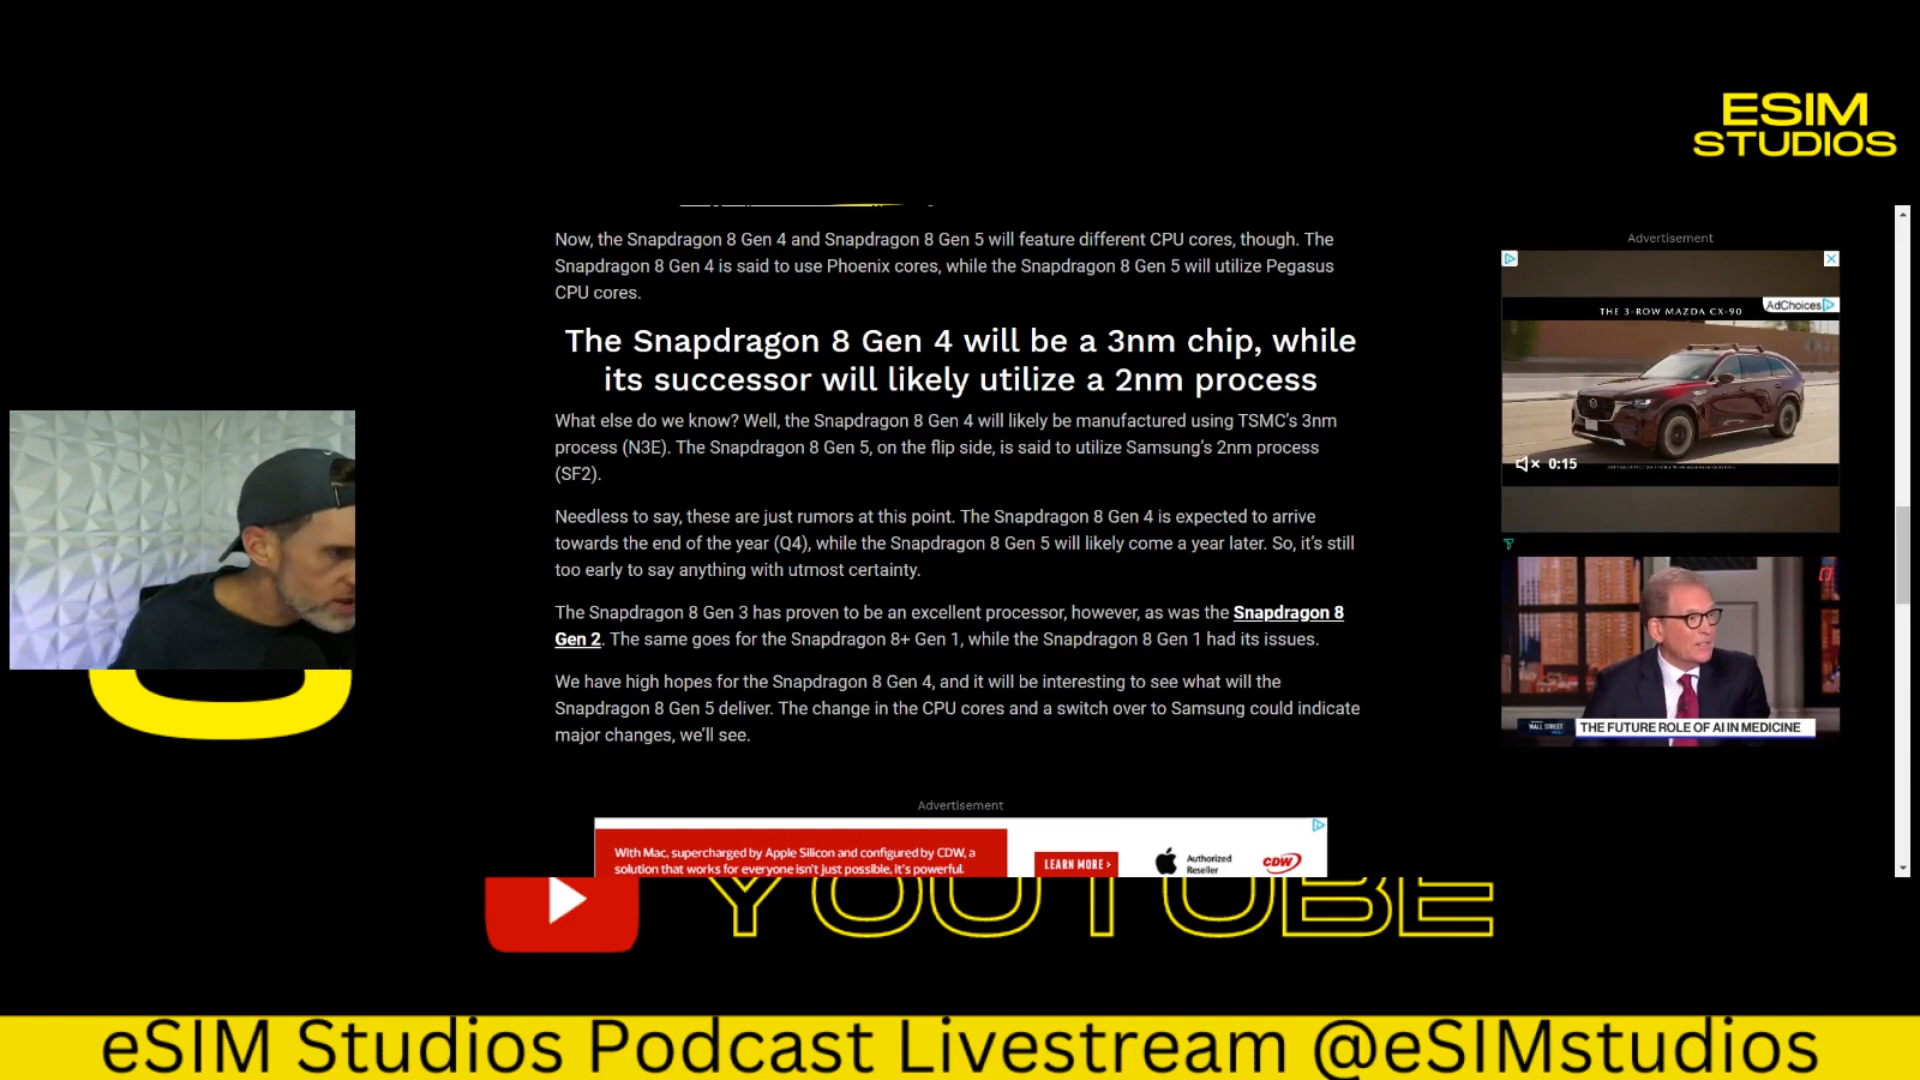 ESIM
STUDIOS
Now, the Snapdragon 8 Gen 4 and Snapdragon 8 Gen 5 will feature different CPU cores, though. The
Snapdragon 8 Gen 4 is said to use Phoenix cores, while the Snapdragon 8 Gen 5 will utilize Pegasus
CPU cores.
The Snapdragon 8 Gen 4 will be a 3nm chip, while
its successor will likely utilize a 2nm process
What else do we know? Well, the Snapdragon 8 Gen 4 will likely be manufactured using TSMC’s 3nm
process (N3E). The Snapdragon 8 Gen 5, on the flip side, is said to utilize Samsung’s 2nm process
(SF2).
Needless to say, these are just rumors at this point. The Snapdragon 8 Gen 4 is expected to arrive
towards the end of the year (Q4), while the Snapdragon 8 Gen 5 will likely come a year later. So, it’s still
too early to say anything with utmost certainty.
The Snapdragon 8 Gen 3 has proven to be an excellent processor, however, as was the Snapdragon 8
Gen 2. The same goes for the Snapdragon 8+ Gen 1, while the Snapdragon 8 Gen 1 had its issues.
We have high hopes for the Snapdragon 8 Gen 4, and it will be interesting to see what will the
Snapdragon 8 Gen 5 deliver. The change in the CPU cores and a switch over to Samsung could indicate
major changes, we’ll see.
Advertisement
AdChoices
THE 3-ROW MAZDA CX-90
0:15
WALL STREET
THE FUTURE ROLE OF AI IN MEDICINE
Advertisement
With Mac, supercharged by Apple Silicon and configured by CDW, a
solution that works for everyone isn't just possible, it's powerful.
LEARN MORE >
Authorized
Reseller
CDW
YOUTUBE
eSIM Studios Podcast Livestream @eSIMstudios